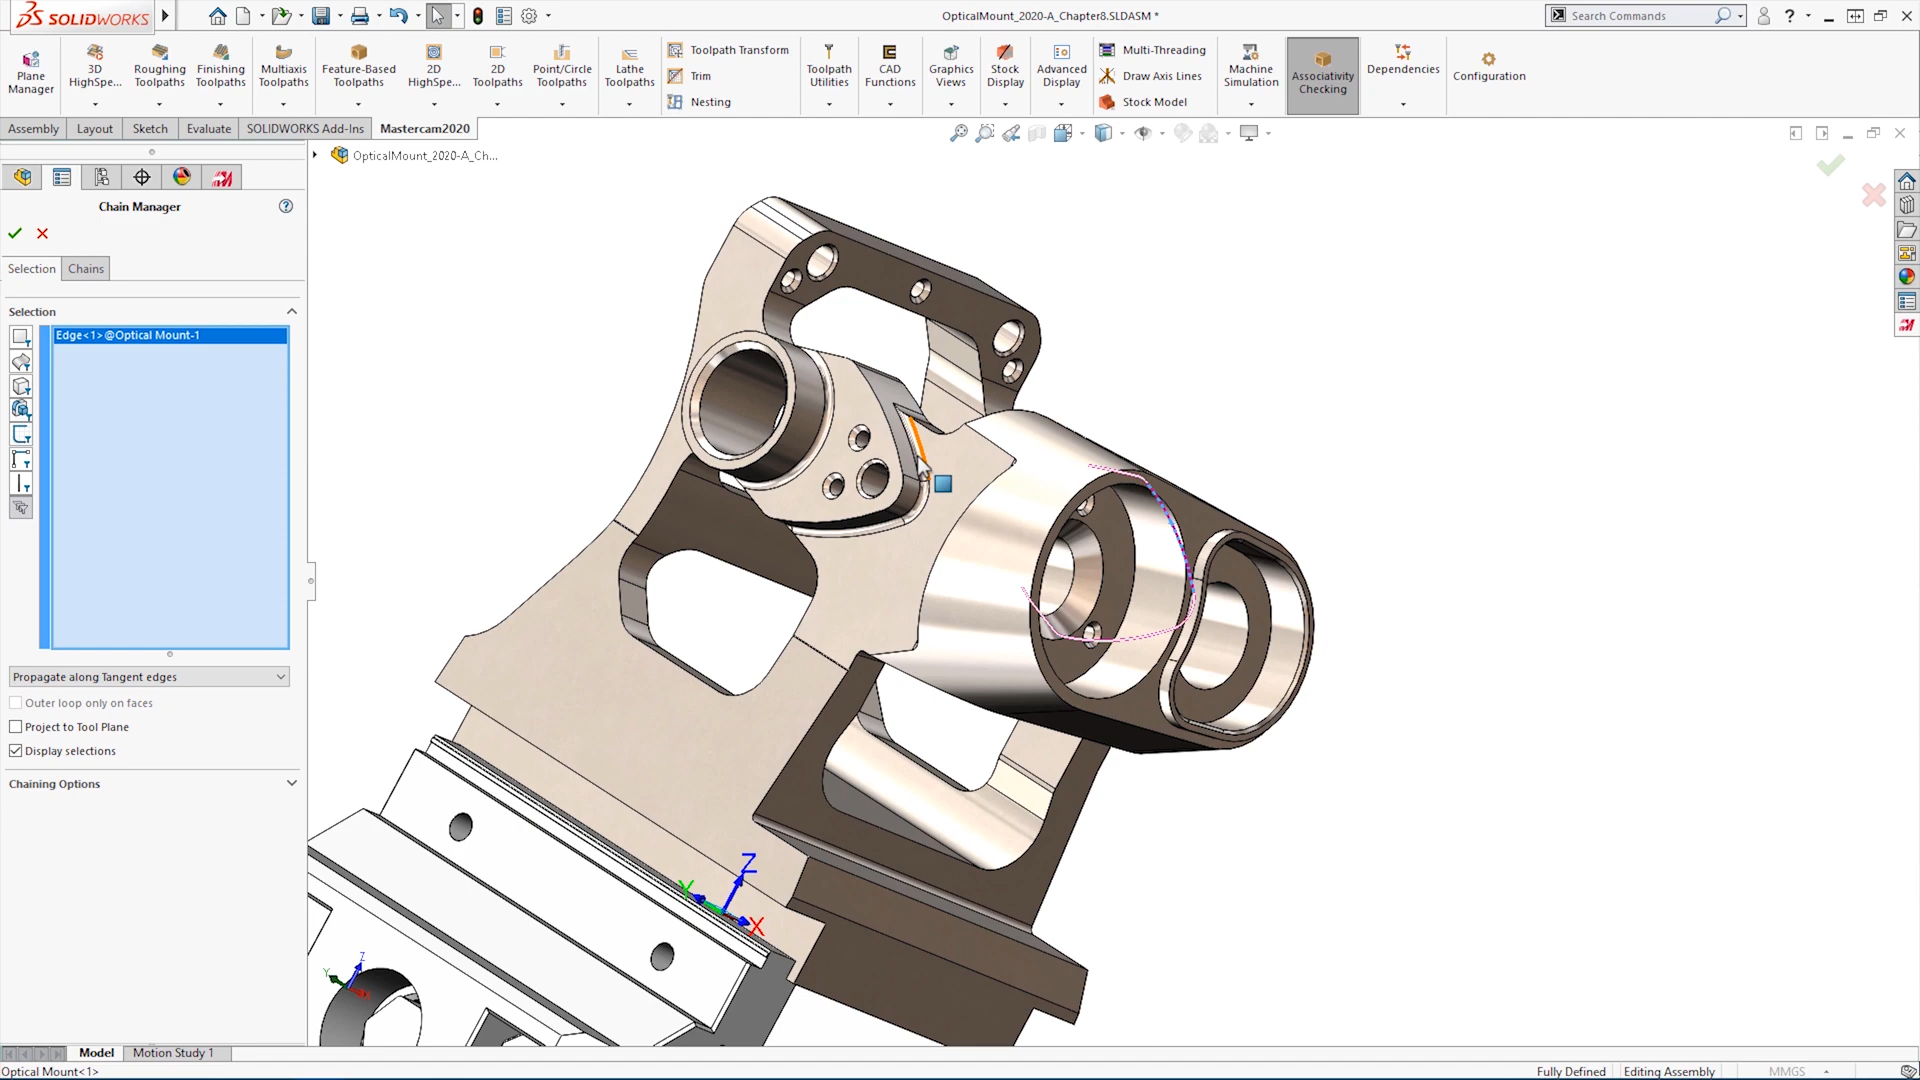 SOLIDWORKS
OpticalMount_2020-A_Chapter8.SLDASM *
Search Commands
?
Plane Manager
3D HighSpe...
Roughing Toolpaths
Finishing Toolpaths
Multiaxis Toolpaths
Feature-Based Toolpaths
2D HighSpe...
2D Toolpaths
Point/Circle Toolpaths
Lathe Toolpaths
Toolpath Transform
Trim
Nesting
Toolpath Utilities
CAD Functions
Graphics Views
Stock Display
Advanced Display
Multi-Threading
Draw Axis Lines
Stock Model
Machine Simulation
Associativity Checking
Dependencies
Configuration
Assembly
Layout
Sketch
Evaluate
SOLIDWORKS Add-Ins
Mastercam2020
OpticalMount_2020-A_Ch...
Chain Manager
?
Selection
Chains
Selection
Edge<1>@Optical Mount-1
Propagate along Tangent edges
Outer loop only on faces
Project to Tool Plane
Display selections
Chaining Options
Z
Y
X
Z
Y
Model
Motion Study 1
Optical Mount<1>
Fully Defined
Editing Assembly
MMGS